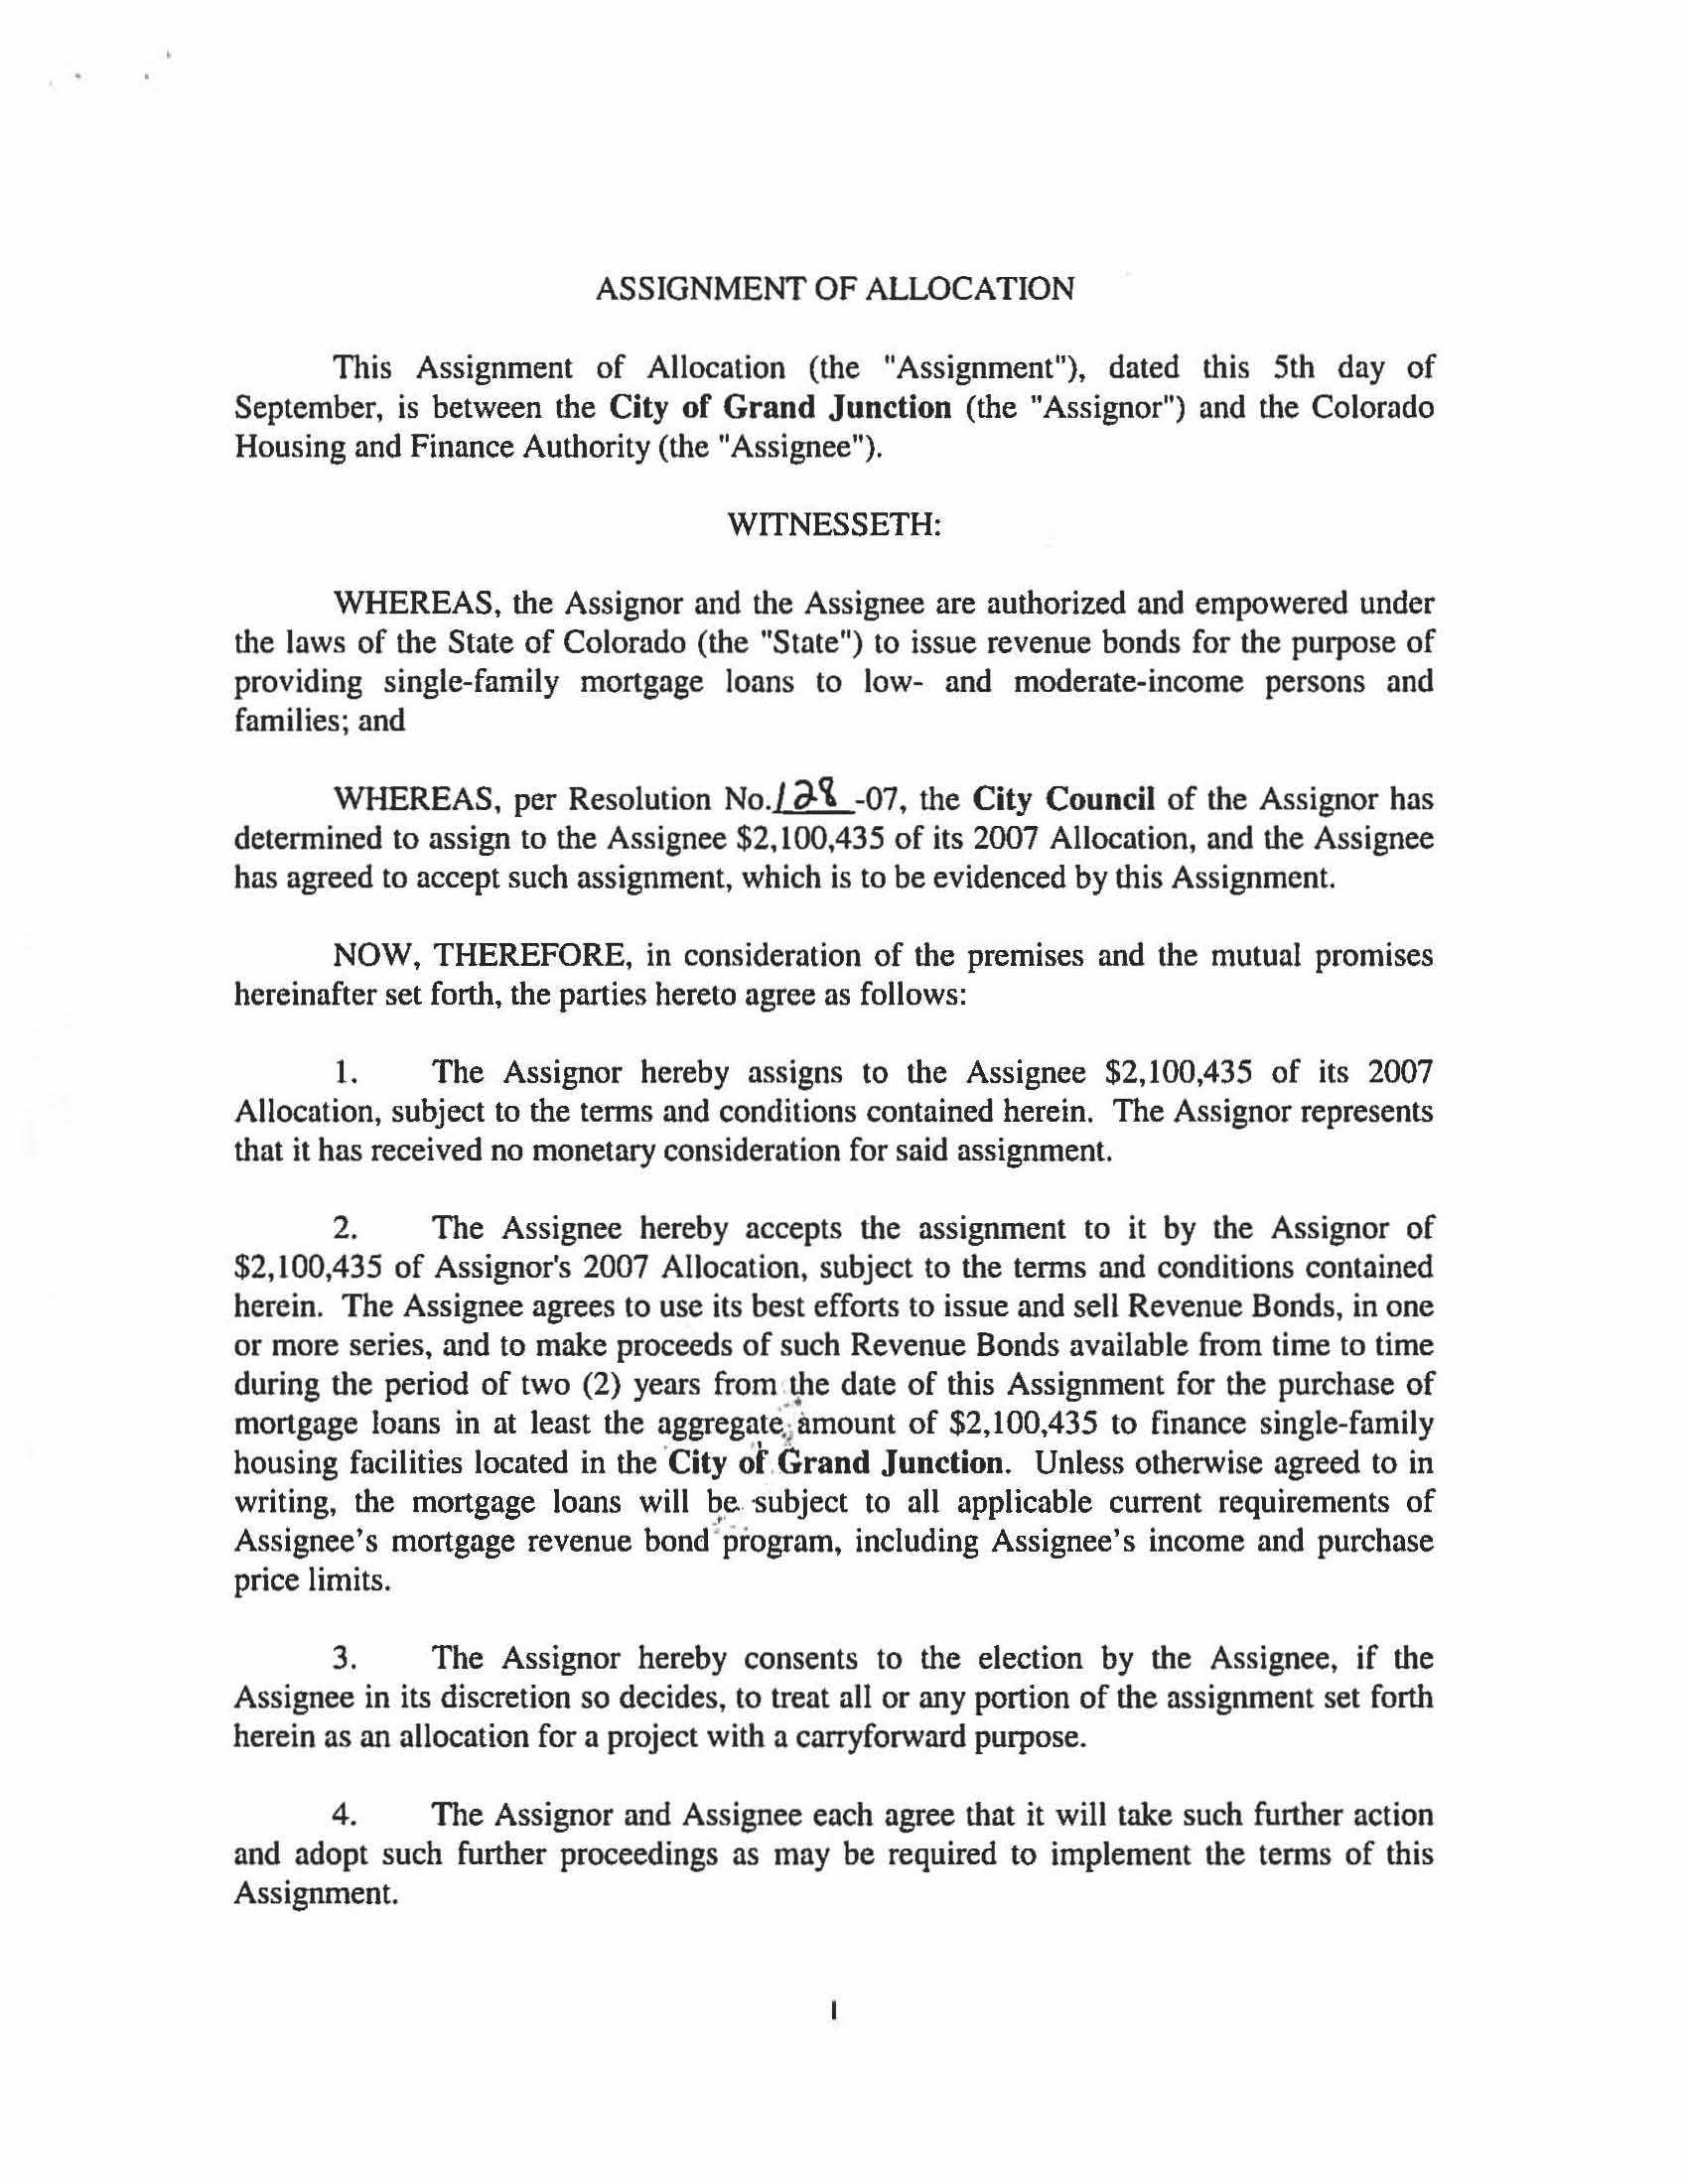 ASSIGNMENT OF ALLOCATION
This Assignment of Allocation (the "Assignment"), dated this 5th day of
September, is between the City of Grand Junction (the "Assignor") and the Colorado
Housing and Finance Authority (the "Assignee").
WITNESSETH:
WHEREAS, the Assignor and the Assignee are authorized and empowered under
the laws of the State of Colorado (the "State") to issue revenue bonds for the purpose of
providing single-family mortgage loans to low- and moderate-income persons and
families; and
WHEREAS, per Resolution No. 128 -07, the City Council of the Assignor has
determined to assign to the Assignee $2,100,435 of its 2007 Allocation, and the Assignee
has agreed to accept such assignment, which is to be evidenced by this Assignment.
NOW, THEREFORE, in consideration of the premises and the mutual promises
hereinafter set forth, the parties hereto agree as follows:
1. The Assignor hereby assigns to the Assignee $2,100,435 of its 2007
Allocation, subject to the terms and conditions contained herein. The Assignor represents
that it has received no monetary consideration for said assignment.
2. The Assignee hereby accepts the assignment to it by the Assignor of
$2,100,435 of Assignor's 2007 Allocation, subject to the terms and conditions contained
herein. The Assignee agrees to use its best efforts to issue and sell Revenue Bonds, in one
or more series, and to make proceeds of such Revenue Bonds available from time to time
during the period of two (2) years from the date of this Assignment for the purchase of
mortgage loans in at least the aggregate amount of $2,100,435 to finance single-family
housing facilities located in the City of Grand Junction. Unless otherwise agreed to in
writing, the mortgage loans will be subject to all applicable current requirements of
Assignee's mortgage revenue bond program, including Assignee's income and purchase
price limits.
3. The Assignor hereby consents to the election by the Assignee, if the
Assignee in its discretion so decides, to treat all or any portion of the assignment set forth
herein as an allocation for a project with a carryforward purpose.
4. The Assignor and Assignee each agree that it will take such further action
and adopt such further proceedings as may be required to implement the terms of this
Assignment.
1